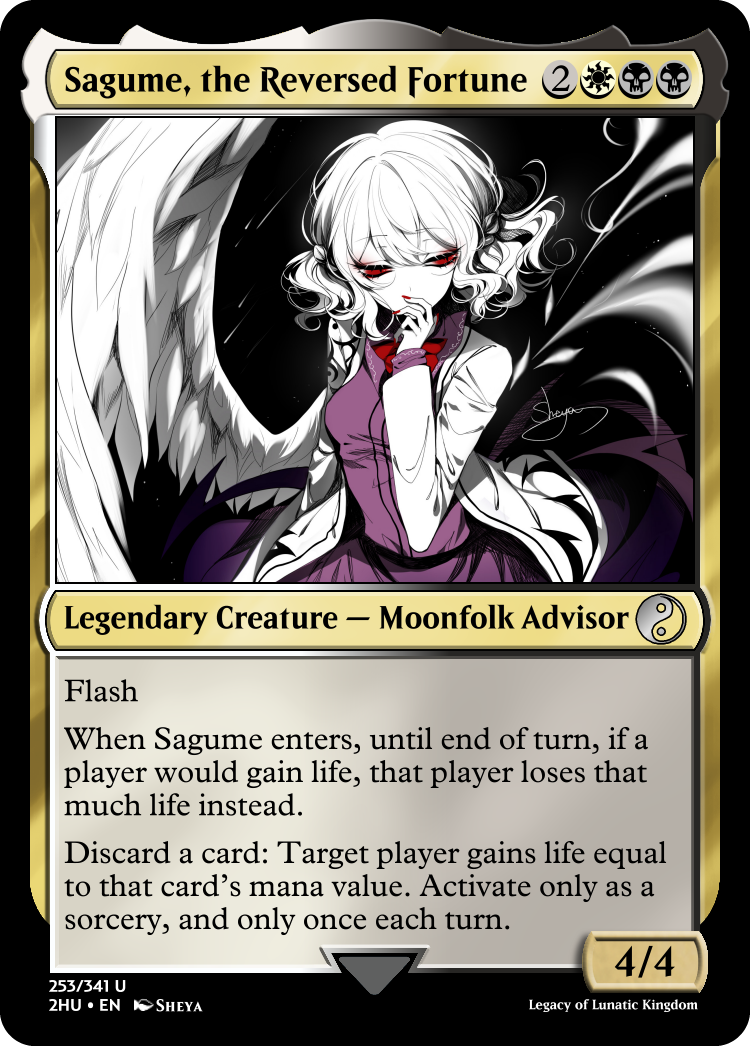 Sagume, the Reversed Fortune 2
Sheya
Legendary Creature — Moonfolk Advisor
Flash
When Sagume enters, until end of turn, if a
player would gain life, that player loses that
much life instead.
Discard a card: Target player gains life equal
to that card's mana value. Activate only as a
sorcery, and only once each turn.
4/4
253/341 U
2HU • EN Sheya
Legacy of Lunatic Kingdom